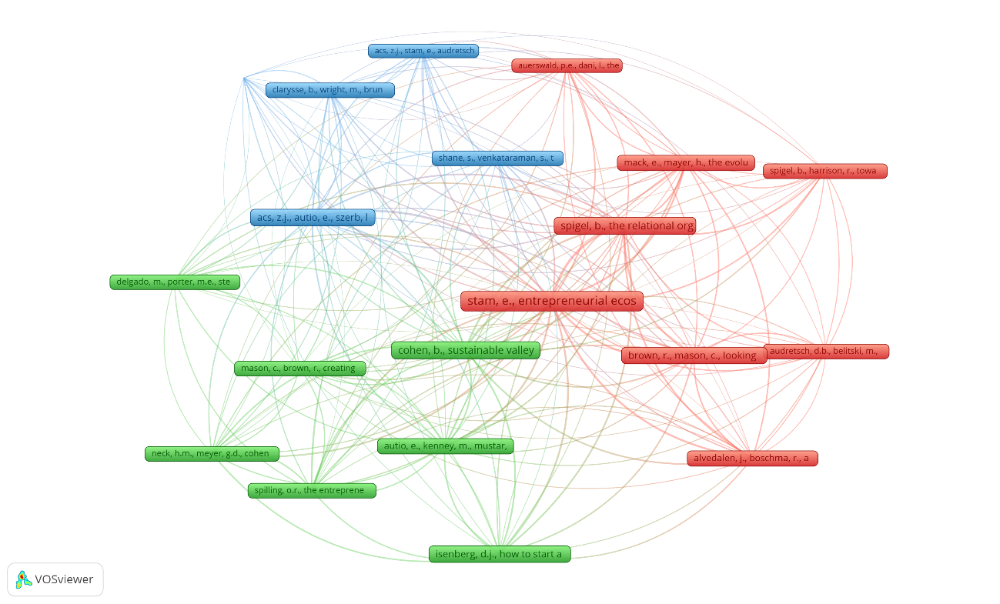 acs, z.j., stam, e., audretsch
auerswald, p.e., dani, l., the
clarysse, b., wright, m., brun
shane, s., venkataraman, s., t
mack, e., mayer, h., the evolu
spigel, b., harrison, r., towa
acs, z.j., autio, e., szerb, l
spigel, b., the relational org
delgado, m., porter, m.e., ste
stam, e., entrepreneurial ecos
cohen, b., sustainable valley
brown, r., mason, c., looking
audretsch, d.b., belitski, m.,
mason, c., brown, r., creating
neck, h.m., meyer, g.d., cohen
autio, e., kenney, m., mustar,
alvedalen, j., boschma, r., a
spilling, o.r., the entreprene
isenberg, d.j., how to start a
VOSviewer